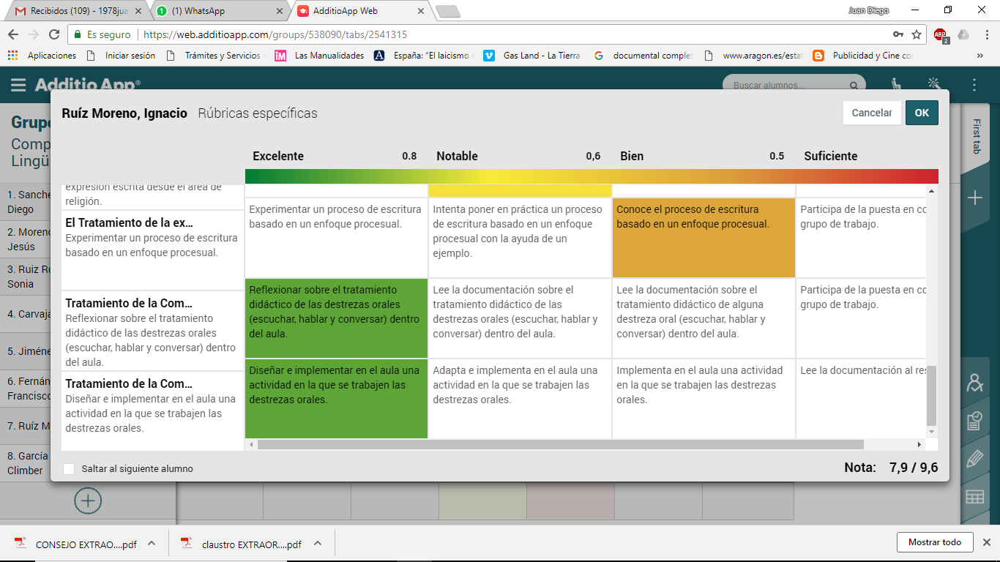 Recibidos (109) - 1978jua
(1) WhatsApp
AdditioApp Web
Juan Diego
Es seguro
https://web.additioapp.com/groups/538090/tabs/2541315
ABP
2
Aplicaciones
Iniciar sesión
Trámites y Servicios
Las Manualidades
España: "El laicismo
Gas Land - La Tierra
documental complet
www.aragon.es/esta
Publicidad y Cine co
»
Additio App®
Buscar alumnos...
Grupo
Comp
Lingü
1. Sanche
Diego
2. Moreno
Jesús
3. Ruiz Ro
Sonia
4. Carvaja
5. Jiméne
6. Fernán
Francisco
7. Ruíz M
8. García
Climber
First tab
Ruíz Moreno, Ignacio Rúbricas específicas
Cancelar
OK
Excelente 0.8
Notable 0,6
Bien 0.5
Suficiente
expresión escrita desde el área de
religión.
El Tratamiento de la ex...
Experimentar un proceso de escritura
basado en un enfoque procesual.
Experimentar un proceso de escritura
basado en un enfoque procesual.
Intenta poner en práctica un proceso
de escritura basado en un enfoque
procesual con la ayuda de un
ejemplo.
Conoce el proceso de escritura
basado en un enfoque procesual.
Participa de la puesta en co
grupo de trabajo.
Tratamiento de la Com...
Reflexionar sobre el tratamiento
didáctico de las destrezas orales
(escuchar, hablar y conversar) dentro
del aula.
Reflexionar sobre el tratamiento
didáctico de las destrezas orales
(escuchar, hablar y conversar) dentro
del aula.
Lee la documentación sobre el
tratamiento didáctico de las
destrezas orales (escuchar, hablar y
conversar) dentro del aula.
Lee la documentación sobre el
tratamiento didáctico de alguna
destreza oral (escuchar, hablar y
conversar) dentro del aula.
Participa de la puesta en co
grupo de trabajo.
Tratamiento de la Com...
Diseñar e implementar en el aula una
actividad en la que se trabajen las
destrezas orales.
Diseñar e implementar en el aula una
actividad en la que se trabajen las
destrezas orales.
Adapta e implementa en el aula una
actividad en la que se trabajen las
destrezas orales.
Implementa en el aula una actividad
en la que se trabajen las destrezas
orales.
Lee la documentación al res
Saltar al siguiente alumno
Nota: 7,9 / 9,6
CONSEJO EXTRAO....pdf
claustro EXTRAOR....pdf
Mostrar todo